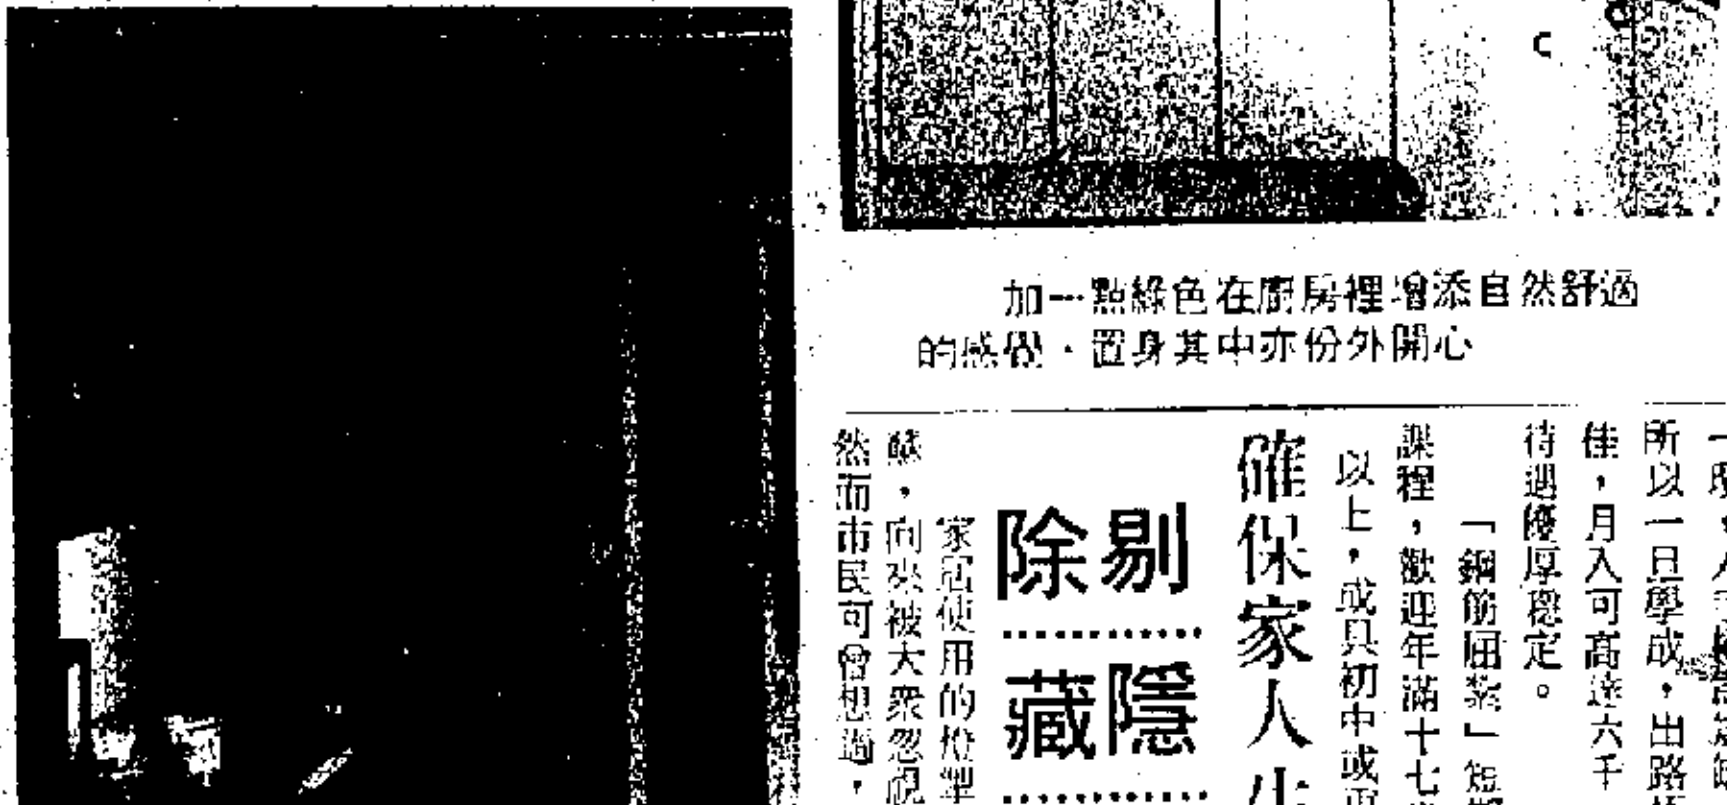 加一點綠色在廚房裡增添自然舒適
的感覺．置身其中亦份外開心
所以一旦學成，出路
佳，月入可高達六千
待遇優厚穩定。
「鋼筋屈紮」短期
課程，歡迎年滿十七
以上，或具初中或
確保家人
剔除
隱藏
家居使用的燈
，向來被大衆忽視
然而市民可曾想過，